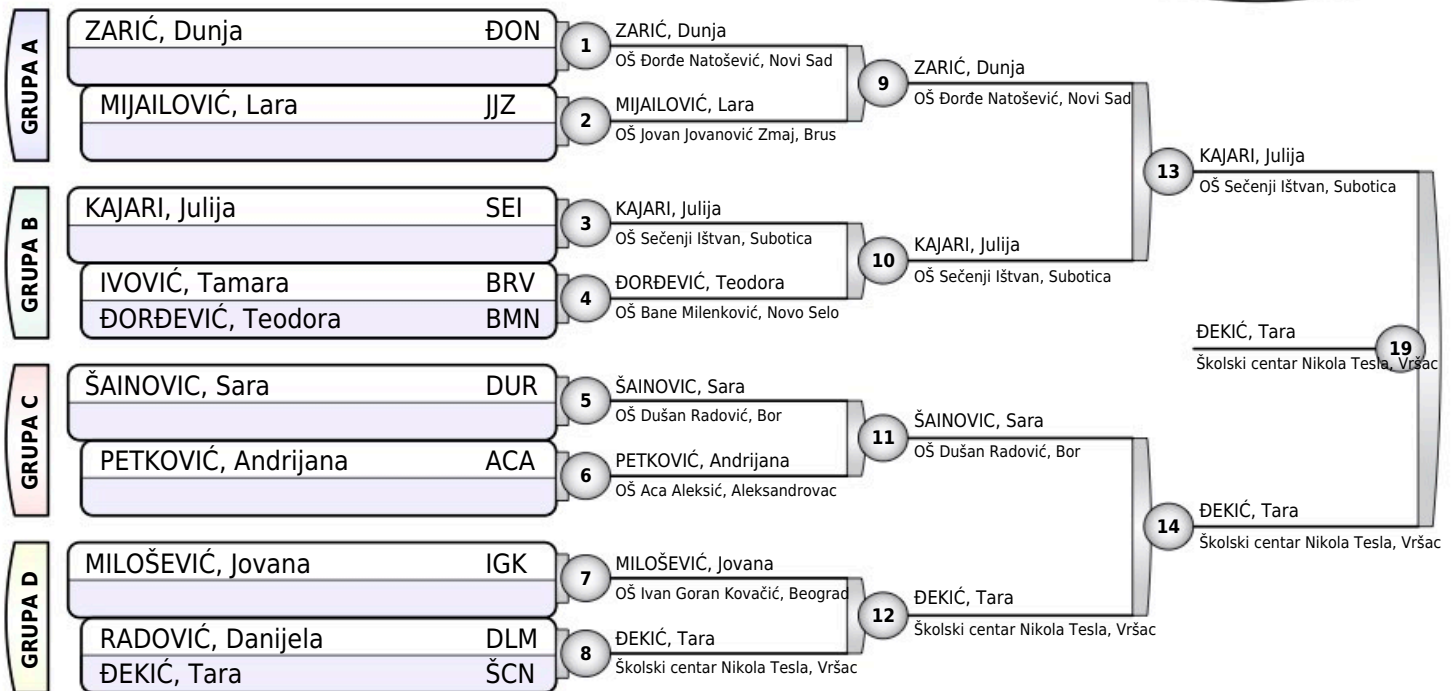 GRUPA A
ZARIĆ, Dunja ĐON
MIJAILOVIĆ, Lara JJZ
GRUPA B
KAJARI, Julija SEI
IVOVIĆ, Tamara BRV
ĐORĐEVIĆ, Teodora BMN
GRUPA C
ŠAINOVIC, Sara DUR
PETKOVIĆ, Andrijana ACA
GRUPA D
MILOŠEVIĆ, Jovana IGK
RADOVIĆ, Danijela DLM
ĐEKIĆ, Tara ŠCN
1
ZARIĆ, Dunja
OŠ Đorđe Natošević, Novi Sad
2
MIJAILOVIĆ, Lara
OŠ Jovan Jovanović Zmaj, Brus
3
KAJARI, Julija
OŠ Sečenji Ištvan, Subotica
4
ĐORĐEVIĆ, Teodora
OŠ Bane Milenković, Novo Selo
5
ŠAINOVIC, Sara
OŠ Dušan Radović, Bor
6
PETKOVIĆ, Andrijana
OŠ Aca Aleksić, Aleksandrovac
7
MILOŠEVIĆ, Jovana
OŠ Ivan Goran Kovačić, Beograd
8
ĐEKIĆ, Tara
Školski centar Nikola Tesla, Vršac
9
ZARIĆ, Dunja
OŠ Đorđe Natošević, Novi Sad
10
KAJARI, Julija
OŠ Sečenji Ištvan, Subotica
11
ŠAINOVIC, Sara
OŠ Dušan Radović, Bor
12
ĐEKIĆ, Tara
Školski centar Nikola Tesla, Vršac
13
KAJARI, Julija
OŠ Sečenji Ištvan, Subotica
14
ĐEKIĆ, Tara
Školski centar Nikola Tesla, Vršac
19
ĐEKIĆ, Tara
Školski centar Nikola Tesla, Vršac